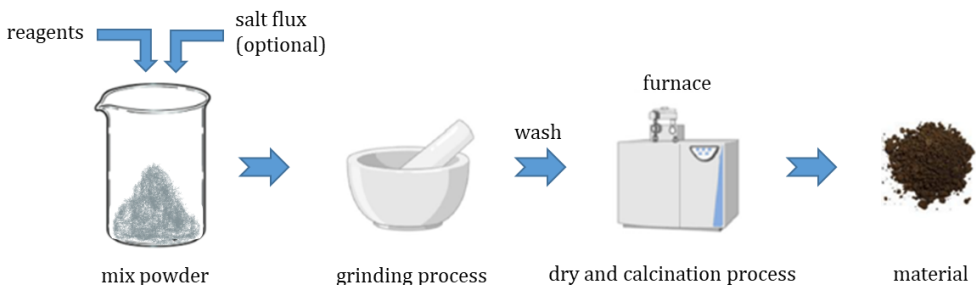 reagents
salt flux
(optional)
furnace
wash
mix powder
grinding process
dry and calcination process
material